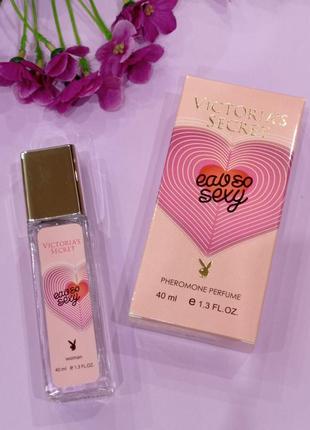 VICTORIA'S
SECRET
eau so
sexy
PHEROMONE PERFUME
40 ml ℮ 1.3 FL.OZ.
VICTORIA'S
SECRET
eau so
sexy
woman
40 ml ℮ 1.3 FL.OZ.